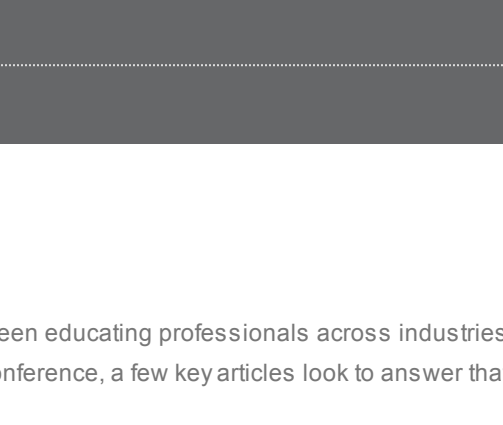 een educating professionals across industries
onference, a few key articles look to answer tha